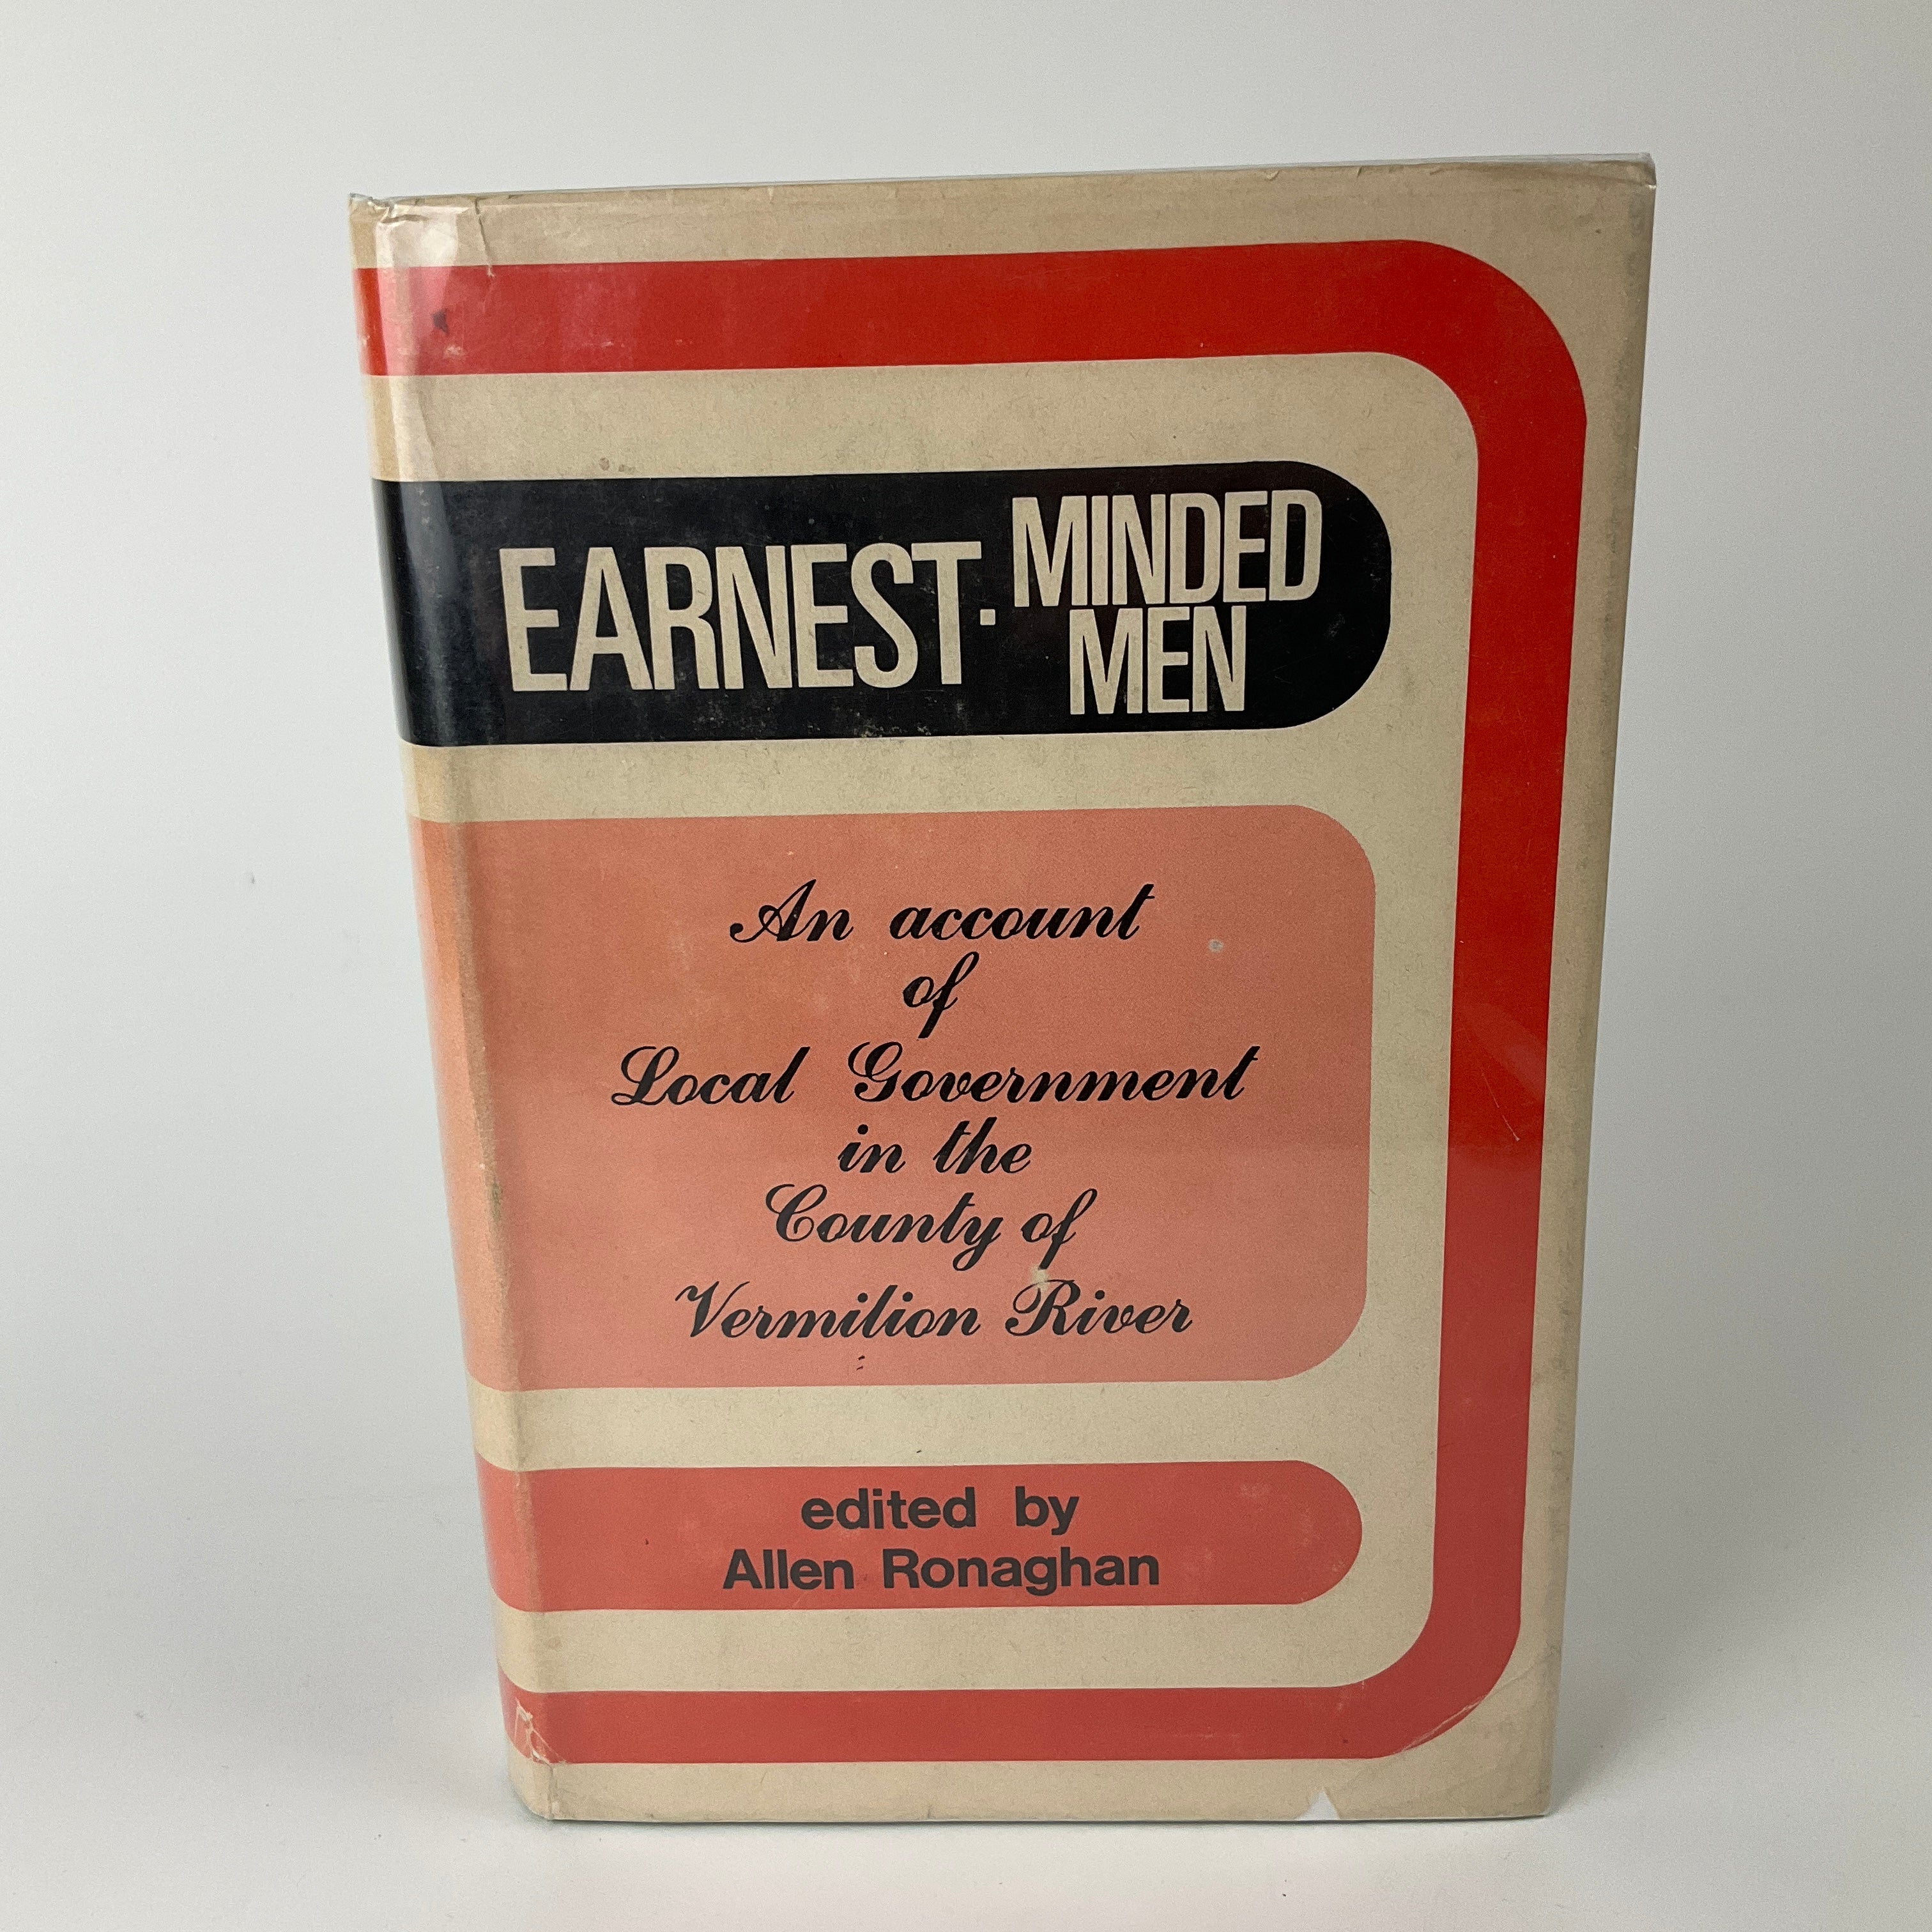 EARNEST-MINDED
MEN
An account
of
Local Government
in the
County of
Vermilion River
edited by
Allen Ronaghan